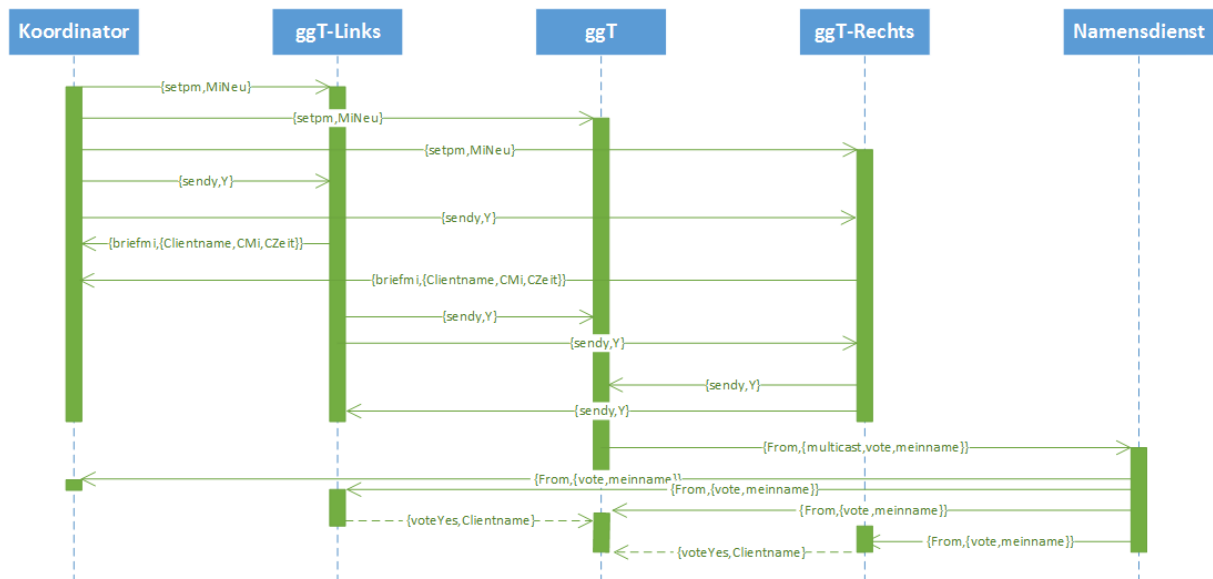 Koordinator
ggT-Links
ggT
ggT-Rechts
Namensdienst
{setpm,MiNeu}
{setpm,MiNeu}
{setpm,MiNeu}
{sendy,Y}
{sendy,Y}
{briefmi,{Clientname,CMi,CZeit}}
{briefmi,{Clientname,CMi,CZeit}}
{sendy,Y}
{sendy,Y}
{sendy,Y}
{sendy,Y}
{From,{multicast,vote,meinname}}
{From,{vote,meinname}}
{From,{vote,meinname}}
{From,{vote,meinname}}
{voteYes,Clientname}
{From,{vote,meinname}}
{voteYes,Clientname}